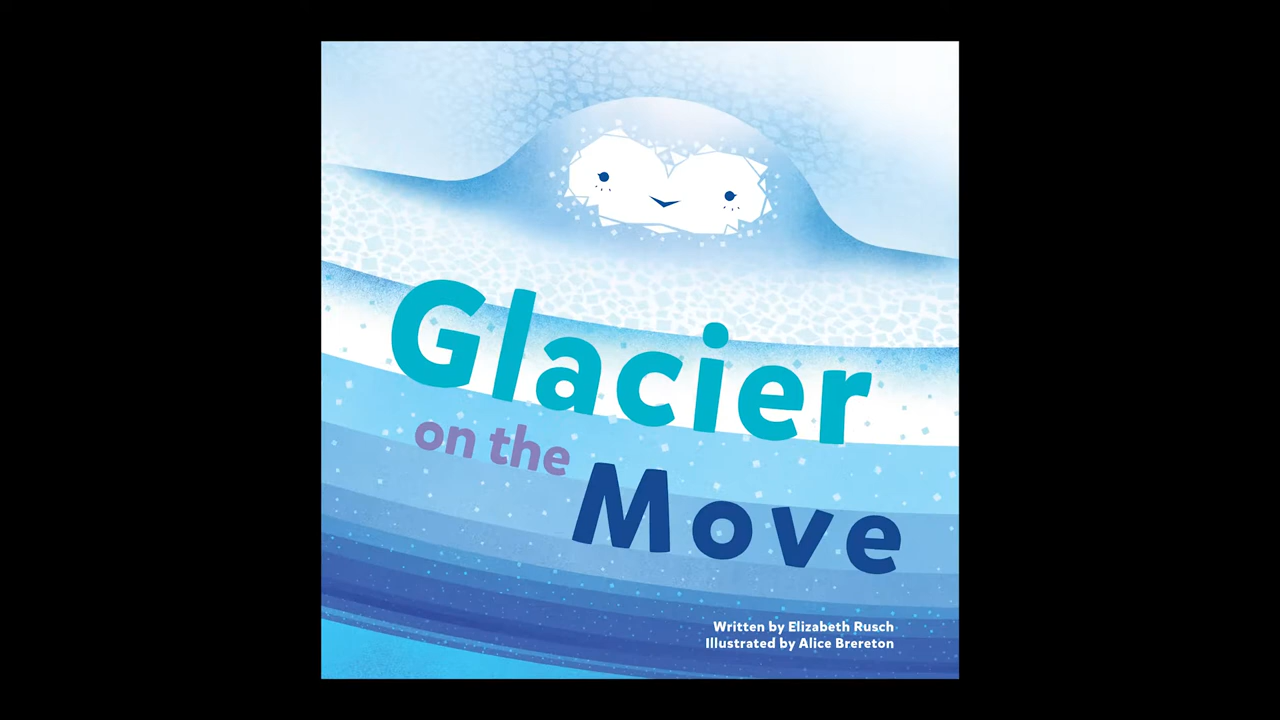 Glacier
on the
Move
Written by Elizabeth Rusch
Illustrated by Alice Brereton